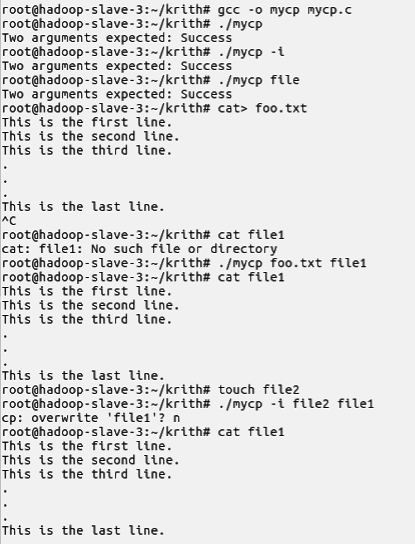 root@hadoop-slave-3:~/krith# gcc -o mycp mycp.c
root@hadoop-slave-3:~/krith# ./mycp
Two arguments expected: Success
root@hadoop-slave-3:~/krith# ./mycp -i
Two arguments expected: Success
root@hadoop-slave-3:~/krith# ./mycp file
Two arguments expected: Success
root@hadoop-slave-3:~/krith# cat> foo.txt
This is the first line.
This is the second line.
This is the third line.
.
.
.
This is the last line.
^C
root@hadoop-slave-3:~/krith# cat file1
cat: file1: No such file or directory
root@hadoop-slave-3:~/krith# ./mycp foo.txt file1
root@hadoop-slave-3:~/krith# cat file1
This is the first line.
This is the second line.
This is the third line.
.
.
.
This is the last line.
root@hadoop-slave-3:~/krith# touch file2
root@hadoop-slave-3:~/krith# ./mycp -i file2 file1
cp: overwrite 'file1'? n
root@hadoop-slave-3:~/krith# cat file1
This is the first line.
This is the second line.
This is the third line.
.
.
.
This is the last line.